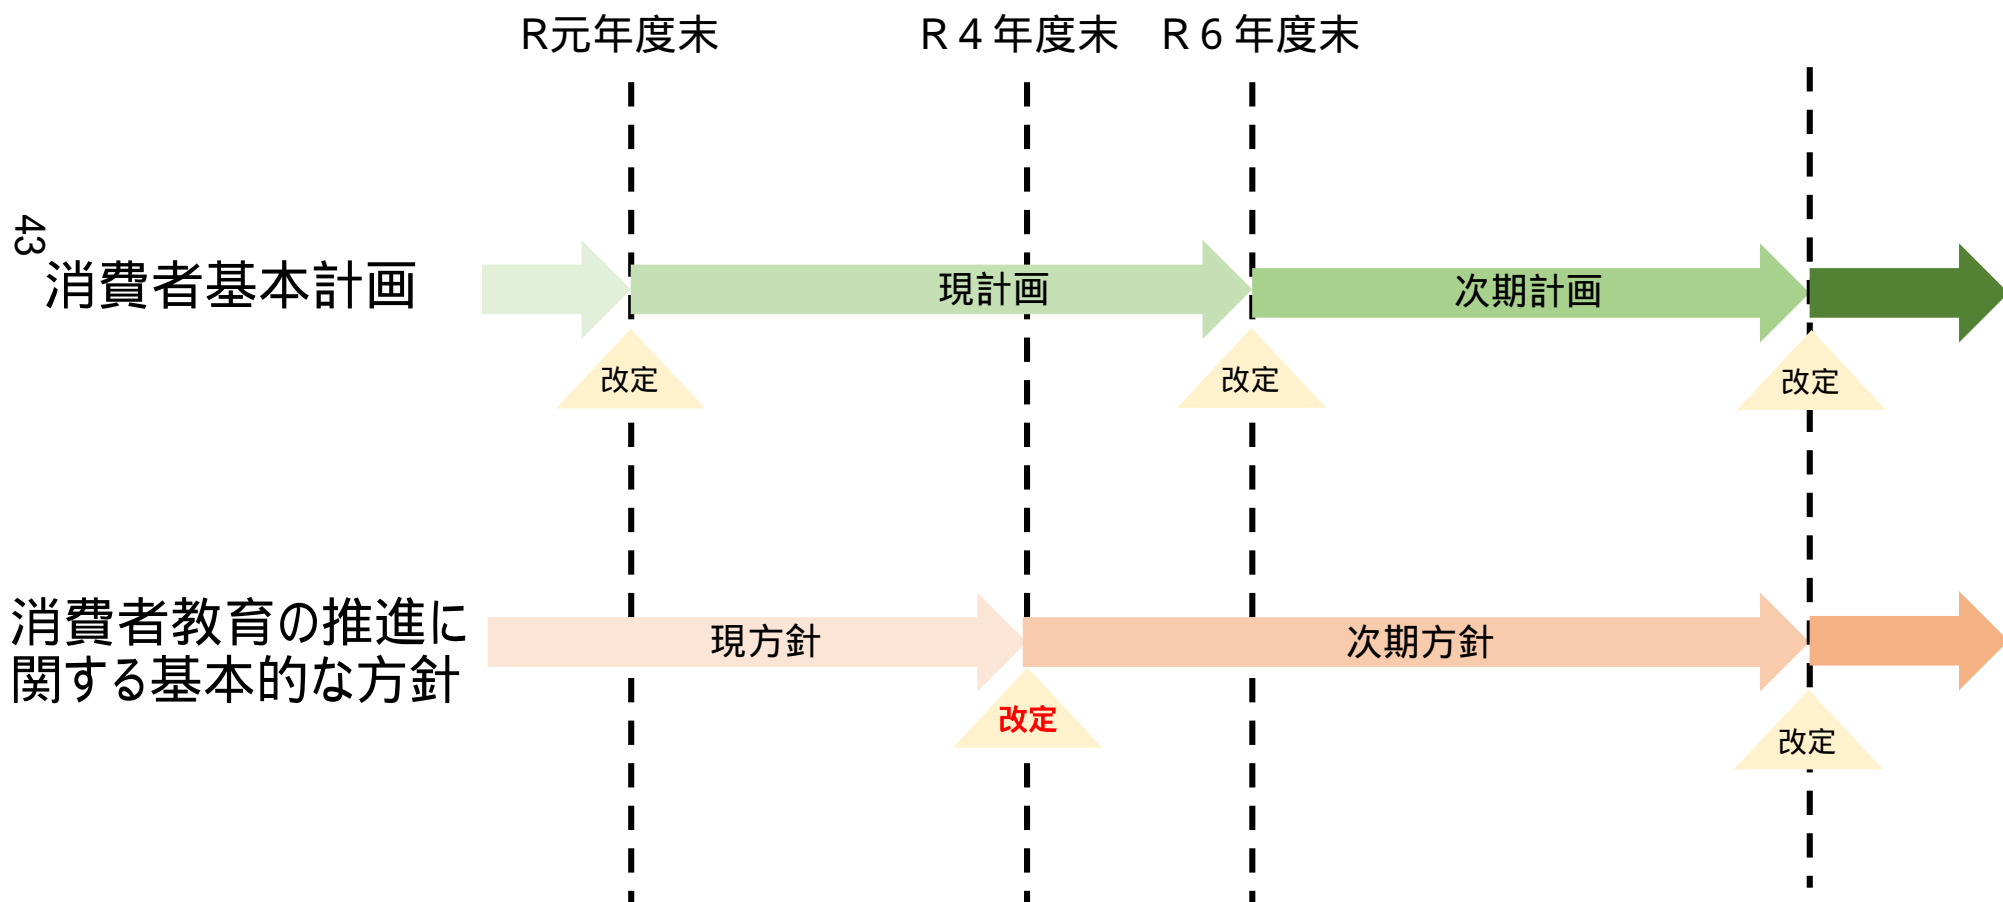 R元年度末
R４年度末
R６年度末
43
消費者基本計画
現計画
次期計画
改定
改定
改定
消費者教育の推進に
関する基本的な方針
現方針
次期方針
改定
改定